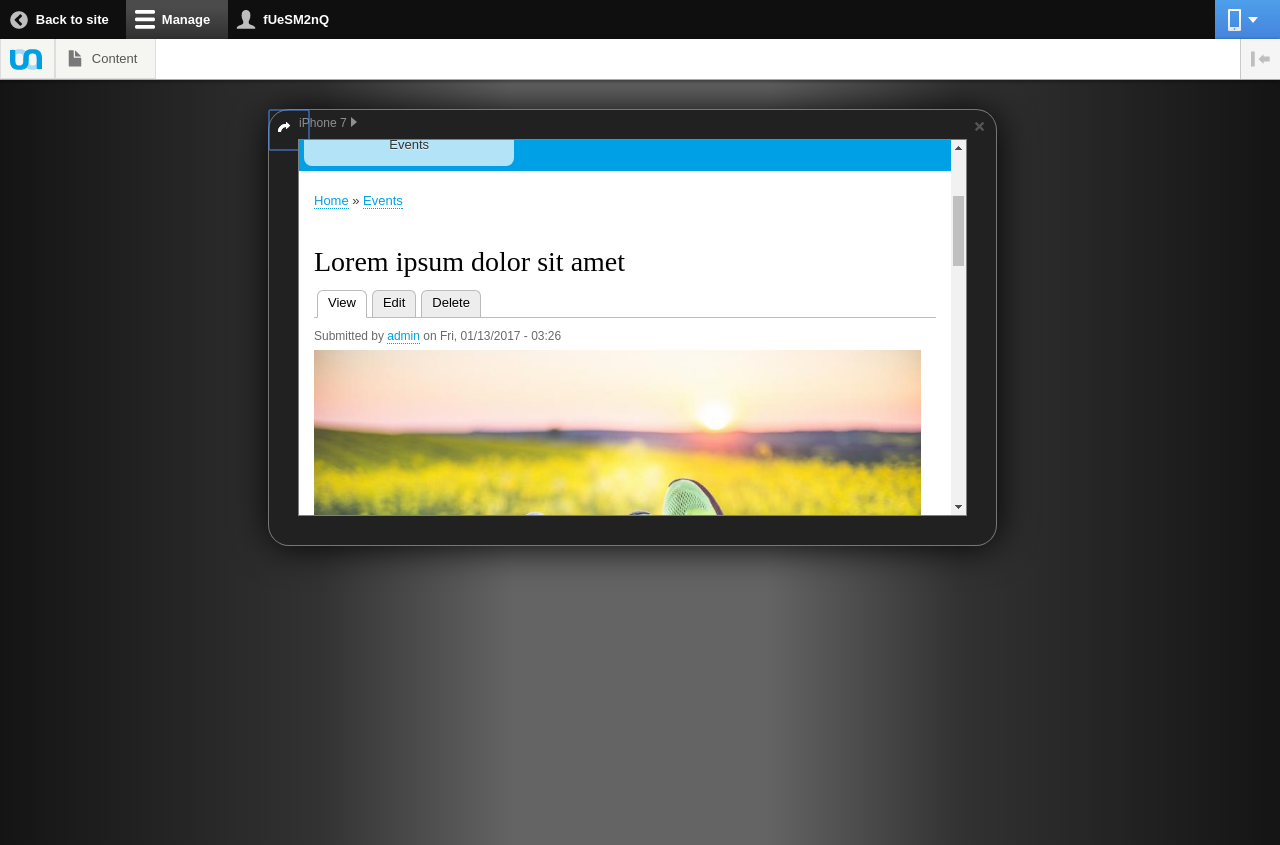 Back to site
Manage
fUeSM2nQ
Content
iPhone 7
Events
Home » Events
Lorem ipsum dolor sit amet
View
Edit
Delete
Submitted by admin on Fri, 01/13/2017 - 03:26